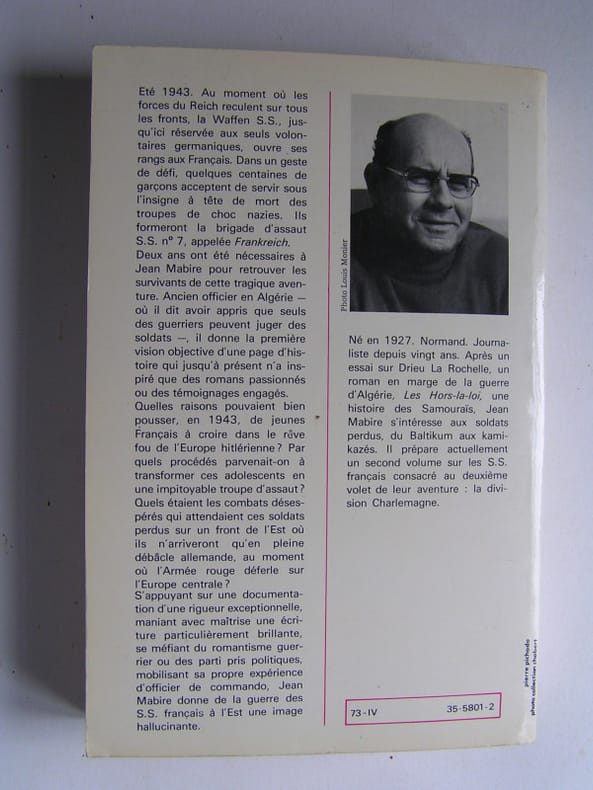 Eté 1943. Au moment où les
forces du Reich reculent sur tous
les fronts, la Waffen S.S., jus-
qu'ici réservée aux seuls volon-
taires germaniques, ouvre ses
rangs aux Français. Dans un geste
de défi, quelques centaines de
garçons acceptent de servir sous
l'insigne à tête de mort des
troupes de choc nazies. Ils
formeront la brigade d'assaut
S.S. nº 7, appelée Frankreich.
Deux ans ont été nécessaires à
Jean Mabire pour retrouver les
survivants de cette tragique aven-
ture. Ancien officier en Algérie —
où il dit avoir appris que seuls
des guerriers peuvent juger des
soldats —, il donne la première
vision objective d'une page d'his-
toire qui jusqu'à présent n'a ins-
piré que des romans passionnés
ou des témoignages engagés.
Quelles raisons pouvaient bien
pousser, en 1943, de jeunes
Français à croire dans le rêve
fou de l'Europe hitlérienne ? Par
quels procédés parvenait-on à
transformer ces adolescents en
une impitoyable troupe d'assaut ?
Quels étaient les combats déses-
pérés qui attendaient ces soldats
perdus sur un front de l'Est où
ils n'arriveront qu'en pleine
débâcle allemande, au moment
où l'Armée rouge déferle sur
l'Europe centrale ?
S'appuyant sur une documenta-
tion d'une rigueur exceptionnelle,
maniant avec maîtrise une écri-
ture particulièrement brillante,
se méfiant du romantisme guer-
rier ou des parti pris politiques,
mobilisant sa propre expérience
d'officier de commando, Jean
Mabire donne de la guerre des
S.S. français à l'Est une image
hallucinante.
Photo Louis Monier
Né en 1927. Normand. Journa-
liste depuis vingt ans. Après un
essai sur Drieu La Rochelle, un
roman en marge de la guerre
d'Algérie, Les Hors-la-loi, une
histoire des Samouraïs, Jean
Mabire s'intéresse aux soldats
perdus, du Baltikum aux kami-
kazés. Il prépare actuellement
un second volume sur les S.S.
français consacré au deuxième
volet de leur aventure : la divi-
sion Charlemagne.
73-IV 35-5801-2
pierre pichodo
photo collection chabert